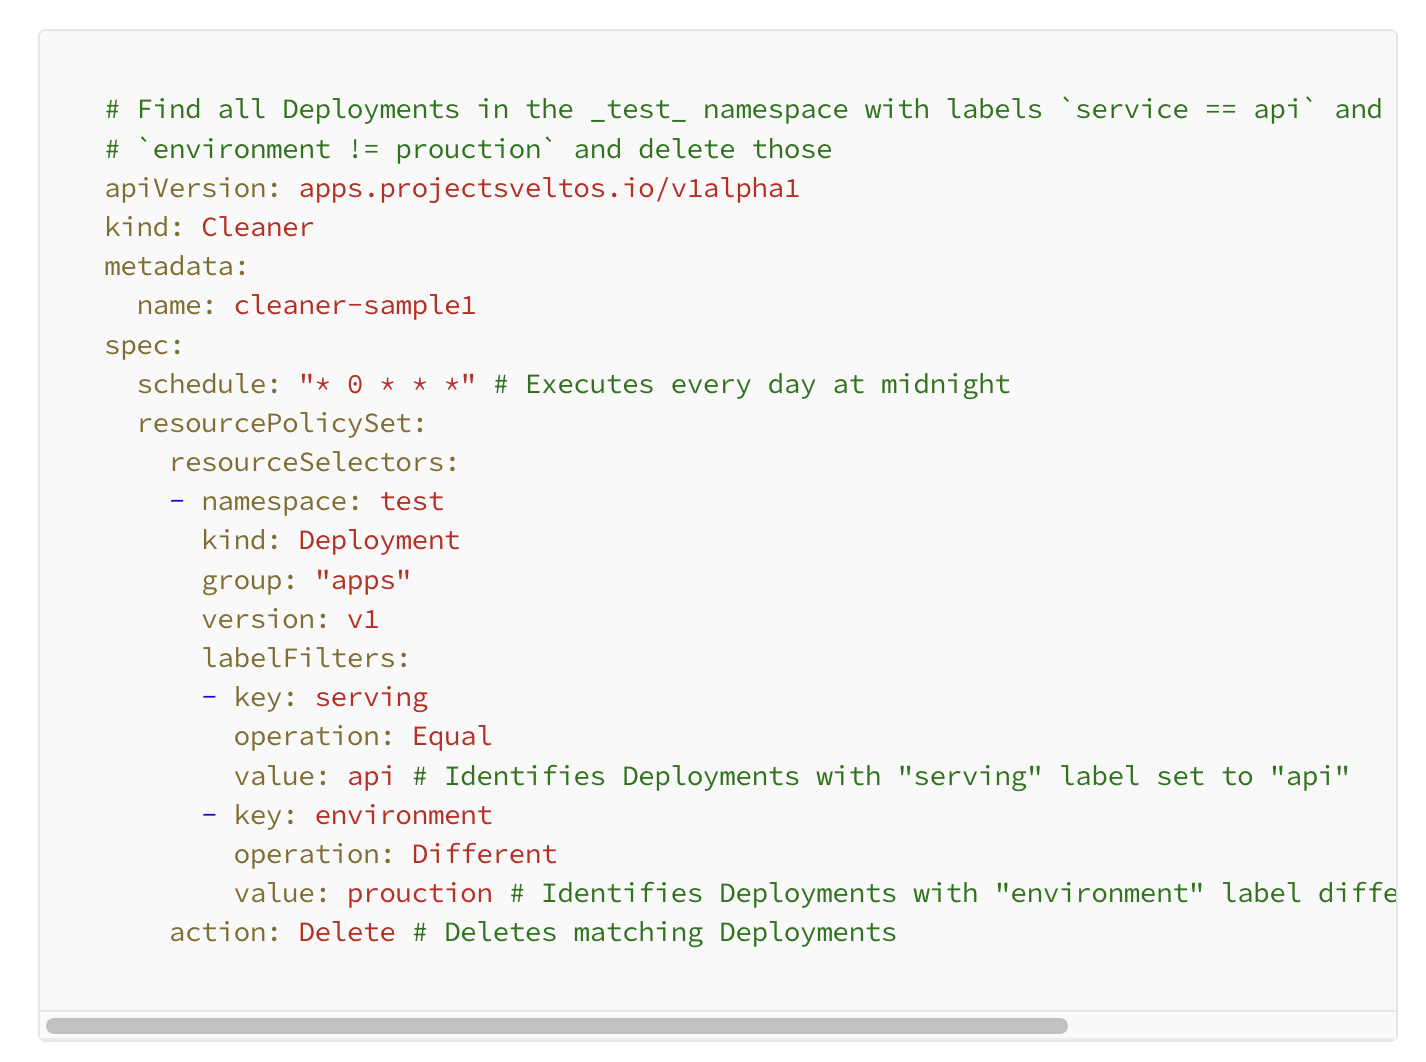 # Find all Deployments in the _test_ namespace with labels `service == api` and
# `environment != prouction` and delete those
apiVersion: apps.projectsveltos.io/v1alpha1
kind: Cleaner
metadata:
  name: cleaner-sample1
spec:
  schedule: "* 0 * * *" # Executes every day at midnight
  resourcePolicySet:
    resourceSelectors:
    - namespace: test
      kind: Deployment
      group: "apps"
      version: v1
      labelFilters:
      - key: serving
        operation: Equal
        value: api # Identifies Deployments with "serving" label set to "api"
      - key: environment
        operation: Different
        value: prouction # Identifies Deployments with "environment" label diffe
    action: Delete # Deletes matching Deployments